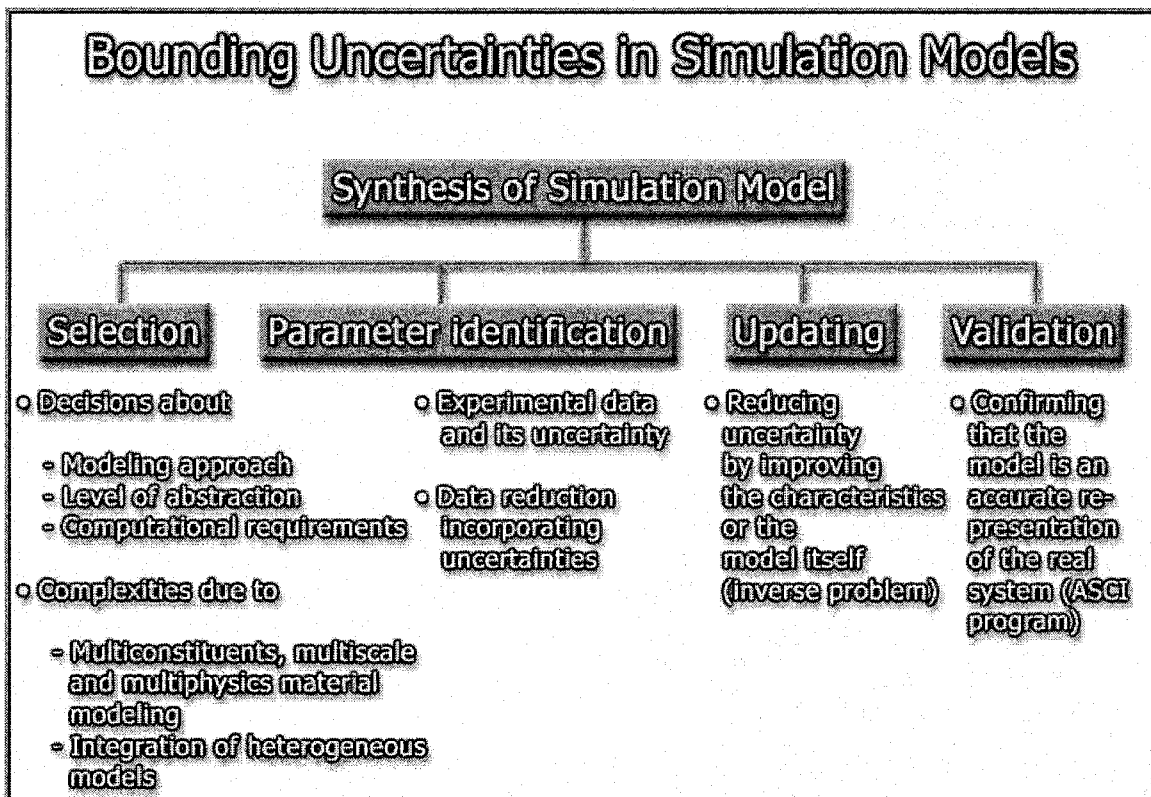 Bounding Uncertainties in Simulation Models
Synthesis of Simulation Model
Selection
○ Decisions about
- Modeling approach
- Level of abstraction
- Computational requirements
○ Complexities due to
- Multiconstituents, multiscale
and multiphysics material
modeling
- Integration of heterogeneous
models
Parameter identification
○ Experimental data
and its uncertainty
○ Data reduction
incorporating
uncertainties
Updating
○ Reducing
uncertainty
by improving
the characteristics
or the
model itself
(inverse problem)
Validation
○ Confirming
that the
model is an
accurate re-
presentation
of the real
system (ASCI
program)